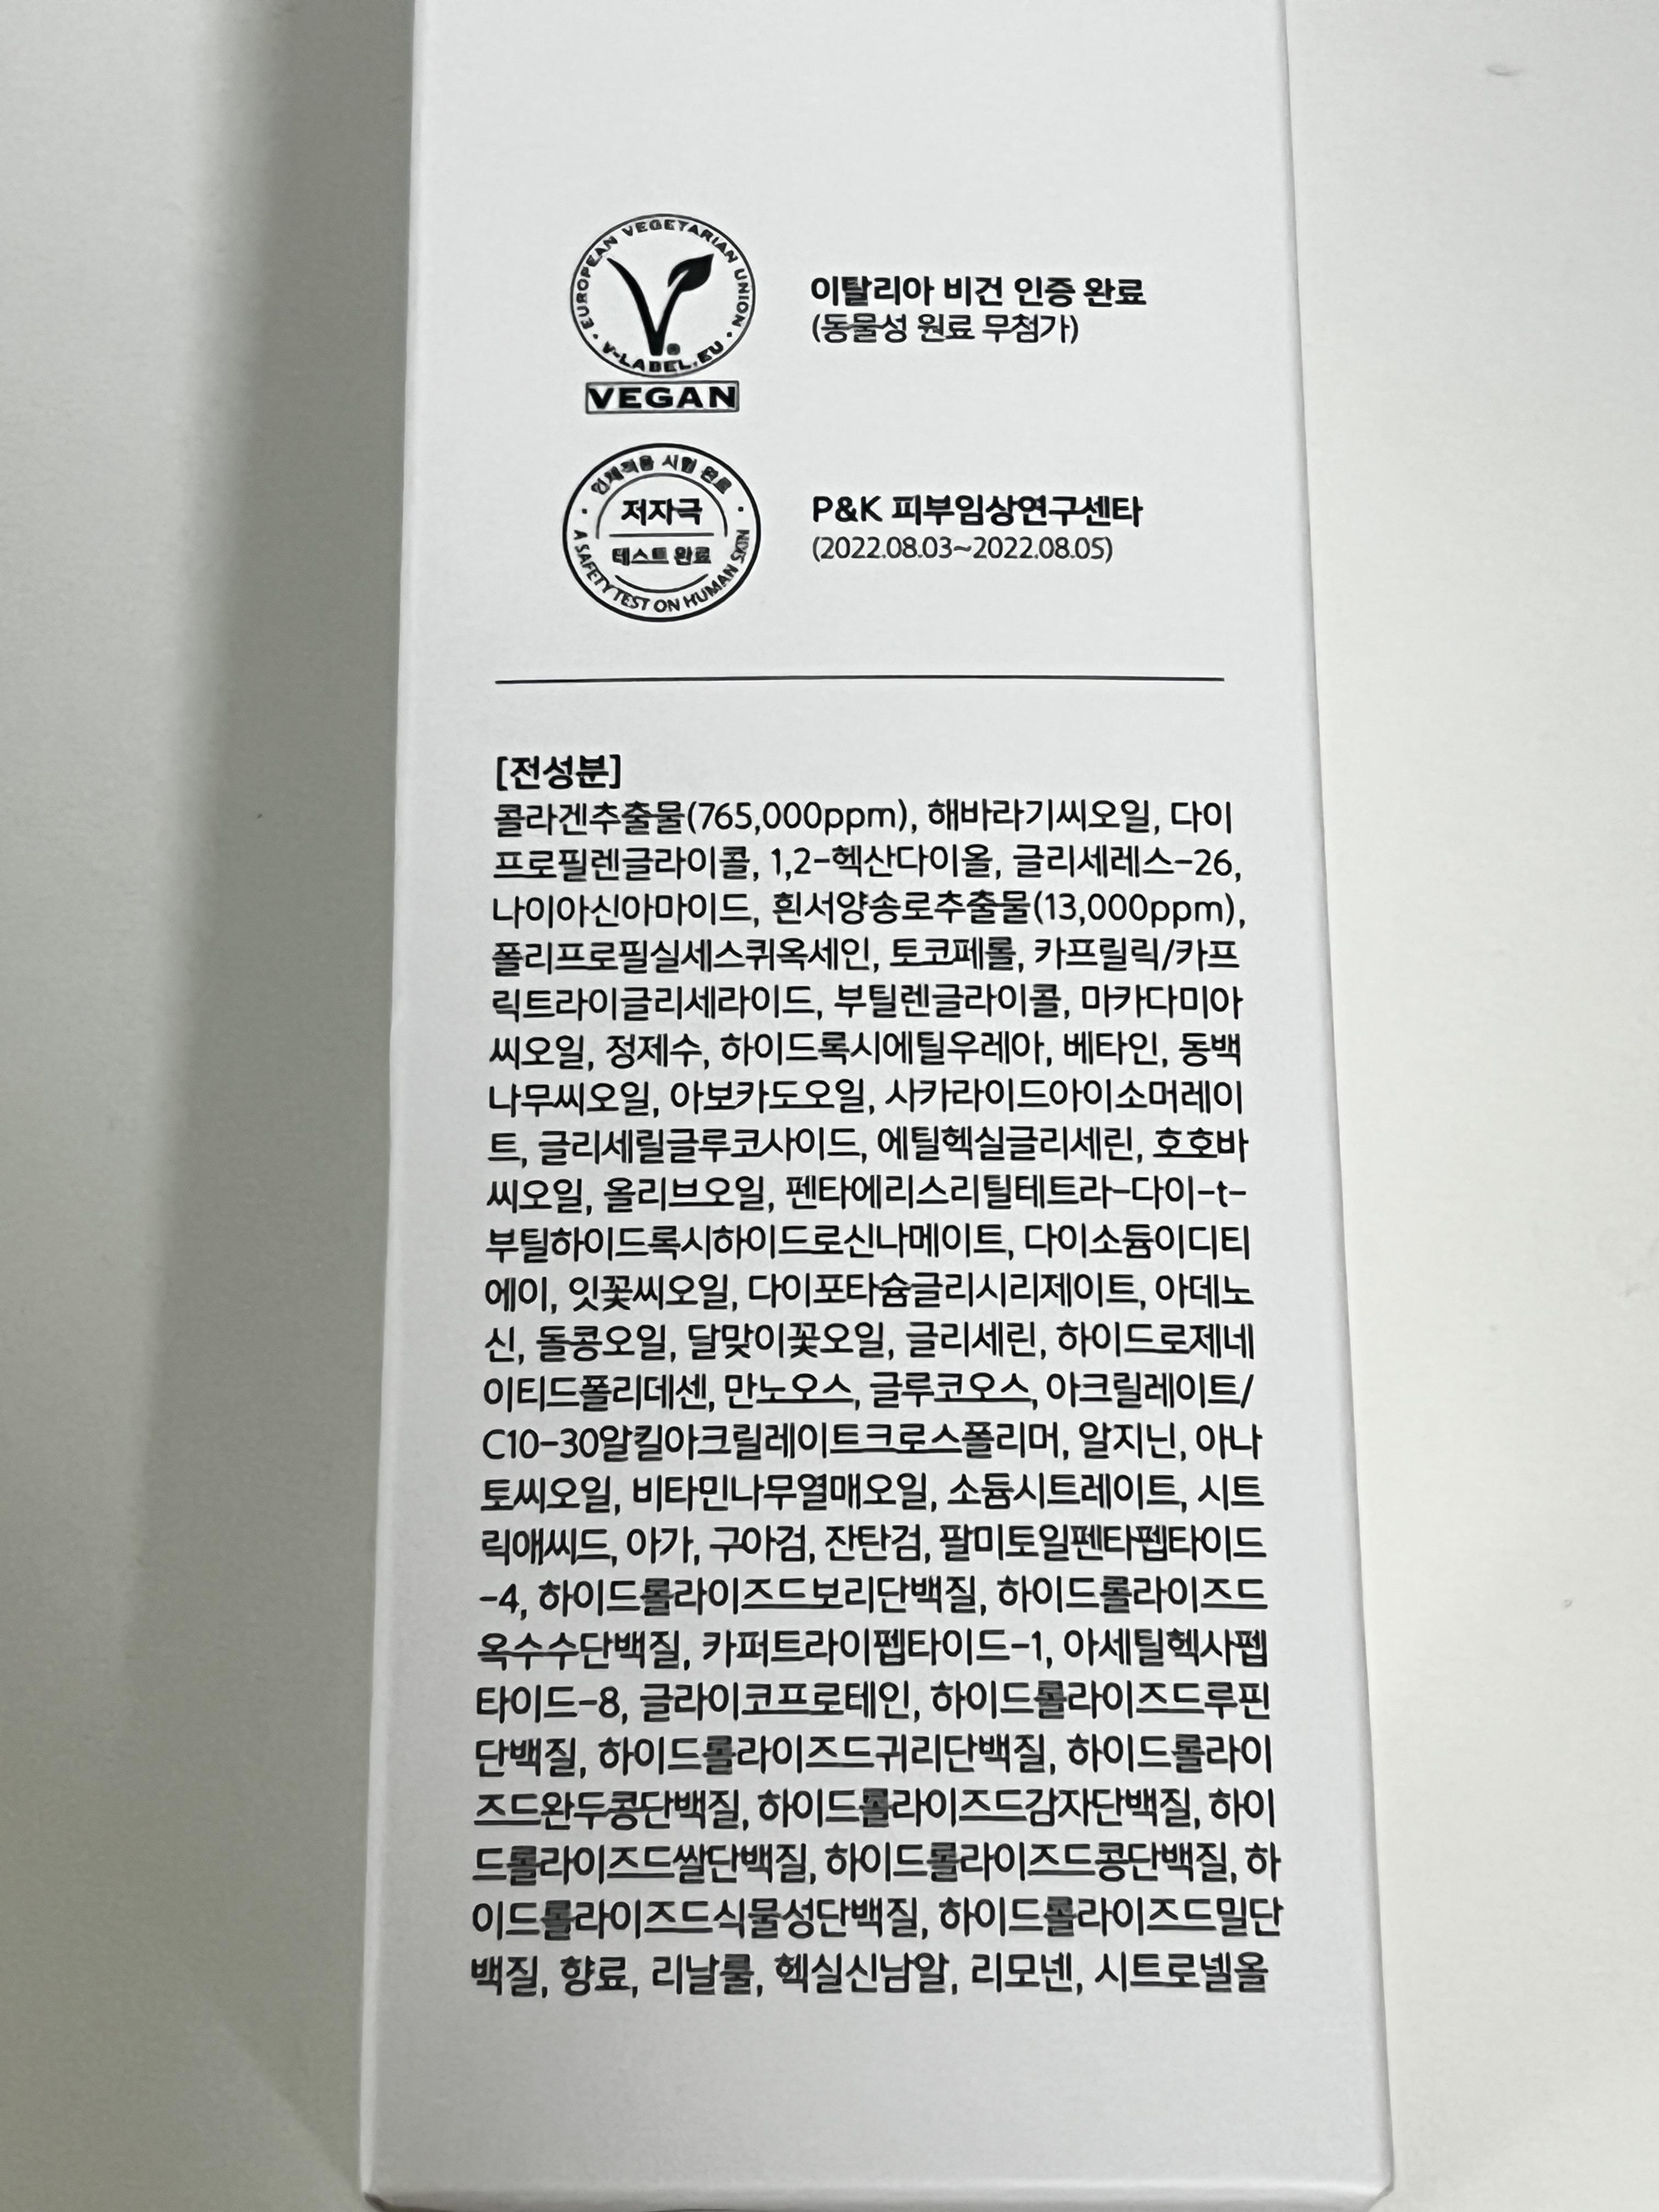 EUROPEAN VEGETARIAN UNION
V-LABEL.EU
VEGAN
이탈리아 비건 인증 완료
(동물성 원료 무첨가)
인체적용 시험 완료
저자극
테스트 완료
A SAFETY TEST ON HUMAN SKIN
P&K 피부임상연구센타
(2022.08.03~2022.08.05)
[전성분]
콜라겐추출물(765,000ppm), 해바라기씨오일, 다이
프로필렌글라이콜, 1,2-헥산다이올, 글리세레스-26,
나이아신아마이드, 흰서양송로추출물(13,000ppm),
폴리프로필실세스퀴옥세인, 토코페롤, 카프릴릭/카프
릭트라이글리세라이드, 부틸렌글라이콜, 마카다미아
씨오일, 정제수, 하이드록시에틸우레아, 베타인, 동백
나무씨오일, 아보카도오일, 사카라이드아이소머레이
트, 글리세릴글루코사이드, 에틸헥실글리세린, 호호바
씨오일, 올리브오일, 펜타에리스리틸테트라-다이-t-
부틸하이드록시하이드로신나메이트, 다이소듐이디티
에이, 잇꽃씨오일, 다이포타슘글리시리제이트, 아데노
신, 돌콩오일, 달맞이꽃오일, 글리세린, 하이드로제네
이티드폴리데센, 만노오스, 글루코오스, 아크릴레이트/
C10-30알킬아크릴레이트크로스폴리머, 알지닌, 아나
토씨오일, 비타민나무열매오일, 소듐시트레이트, 시트
릭애씨드, 아가, 구아검, 잔탄검, 팔미토일펜타펩타이드
-4, 하이드롤라이즈드보리단백질, 하이드롤라이즈드
옥수수단백질, 카퍼트라이펩타이드-1, 아세틸헥사펩
타이드-8, 글라이코프로테인, 하이드롤라이즈드루핀
단백질, 하이드롤라이즈드귀리단백질, 하이드롤라이
즈드완두콩단백질, 하이드롤라이즈드감자단백질, 하이
드롤라이즈드쌀단백질, 하이드롤라이즈드콩단백질, 하
이드롤라이즈드식물성단백질, 하이드롤라이즈드밀단
백질, 향료, 리날룰, 헥실신남알, 리모넨, 시트로넬올